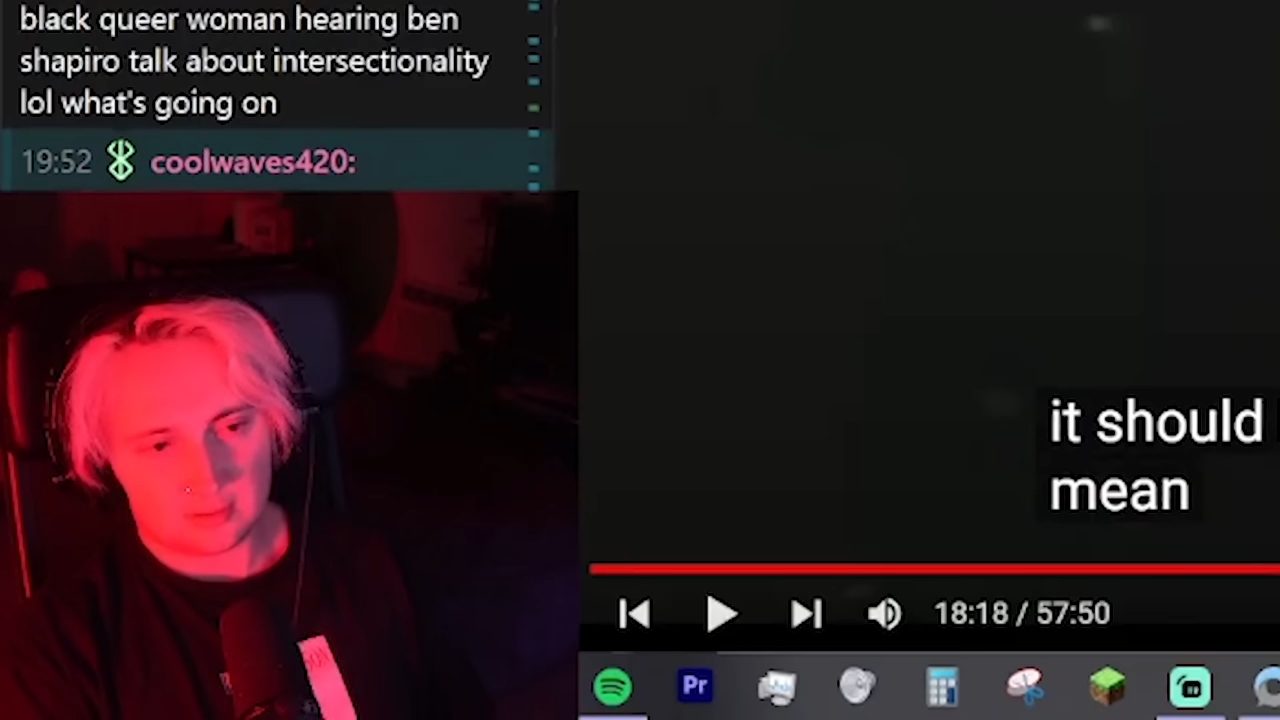 black queer woman hearing ben
shapiro talk about intersectionality
lol what's going on
19:52 coolwaves420:
it should
mean
18:18 / 57:50
Pr